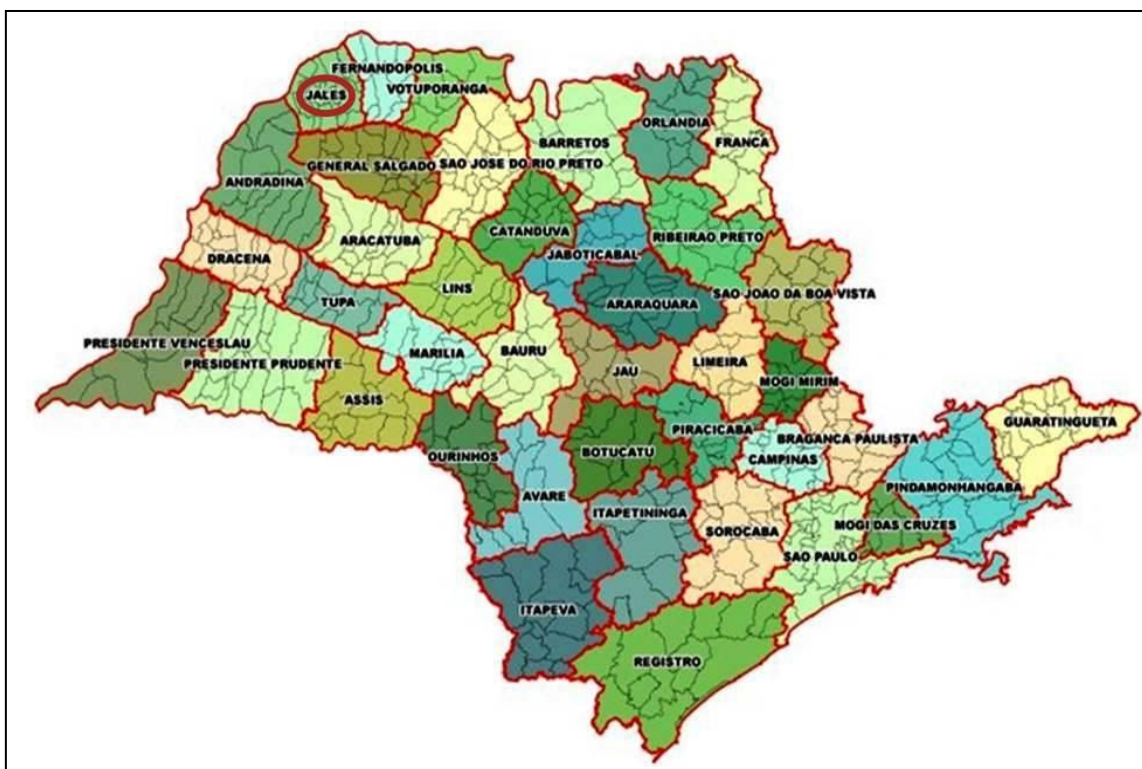 FERNANDOPOLIS
VOTUPORANGA
JALES
ORLANDIA
FRANCA
BARRETOS
GENERAL SALGADO
SAO JOSE DO RIO PRETO
ANDRADINA
CATANDUVA
RIBEIRAO PRETO
ARACATUBA
JABOTICABAL
DRACENA
LINS
ARARAQUARA
SAO JOAO DA BOA VISTA
TUPA
PRESIDENTE VENCESLAU
MARILIA
BAURU
PRESIDENTE PRUDENTE
JAU
LIMEIRA
MOGI MIRIM
ASSIS
GUARATINGUETA
PIRACICABA
BRAGANCA PAULISTA
OURINHOS
BOTUCATU
CAMPINAS
PINDAMONHANGABA
AVARE
ITAPETININGA
MOGI DAS CRUZES
SOROCABA
SAO PAULO
ITAPEVA
REGISTRO